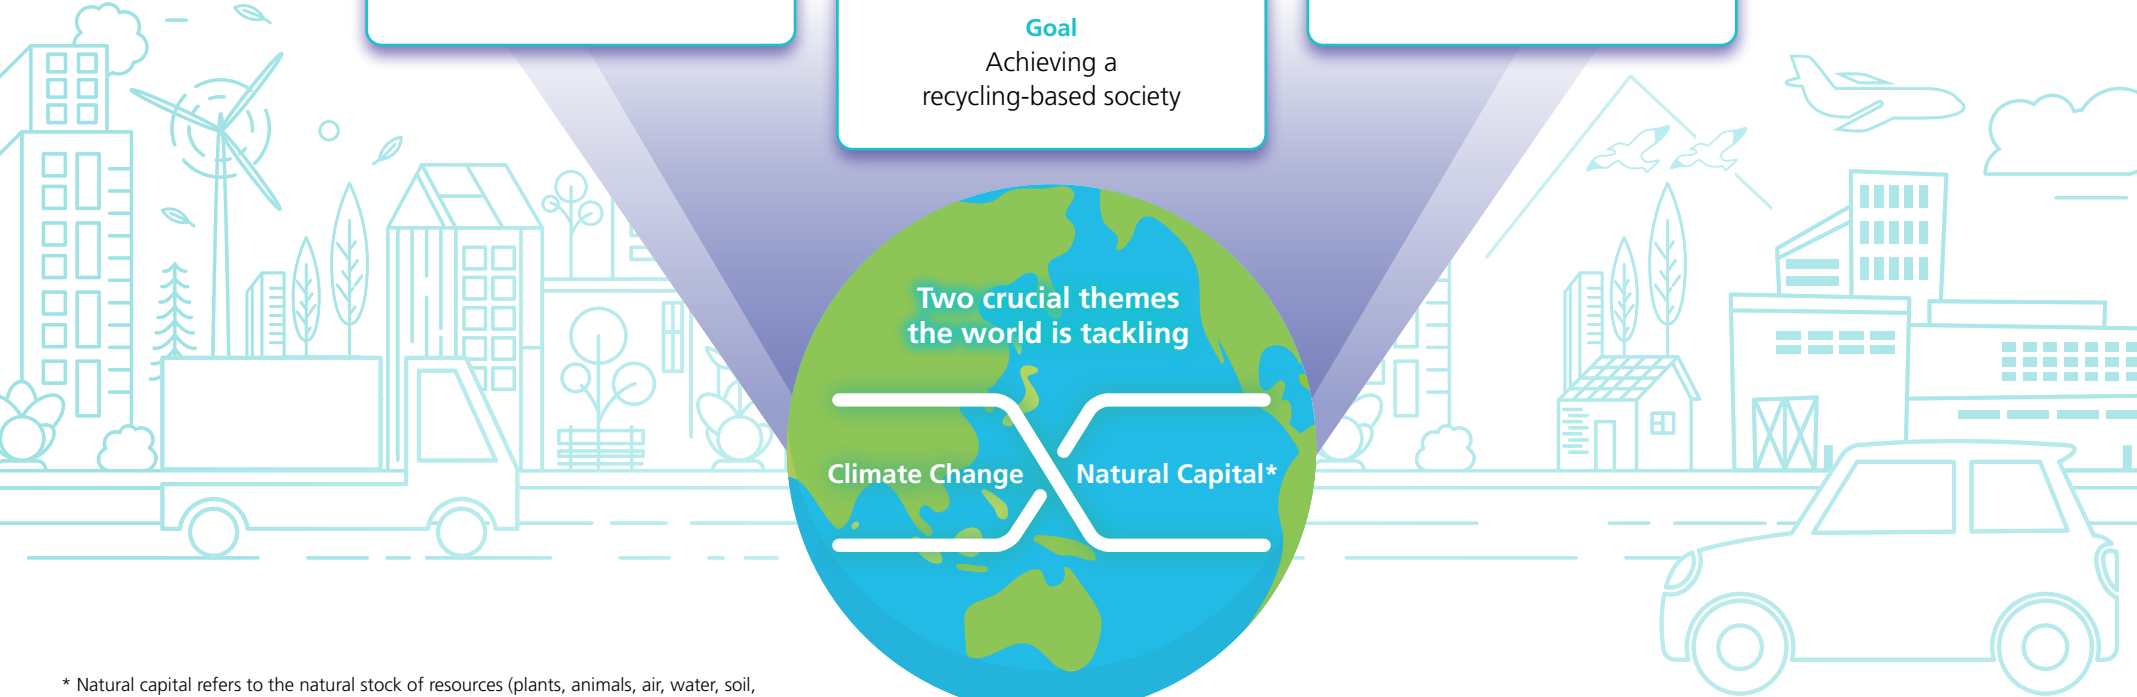 Goal
Achieving a
recycling-based society
Two crucial themes
the world is tackling
Climate Change
Natural Capital*
* Natural capital refers to the natural stock of resources (plants, animals, air, water, soil,